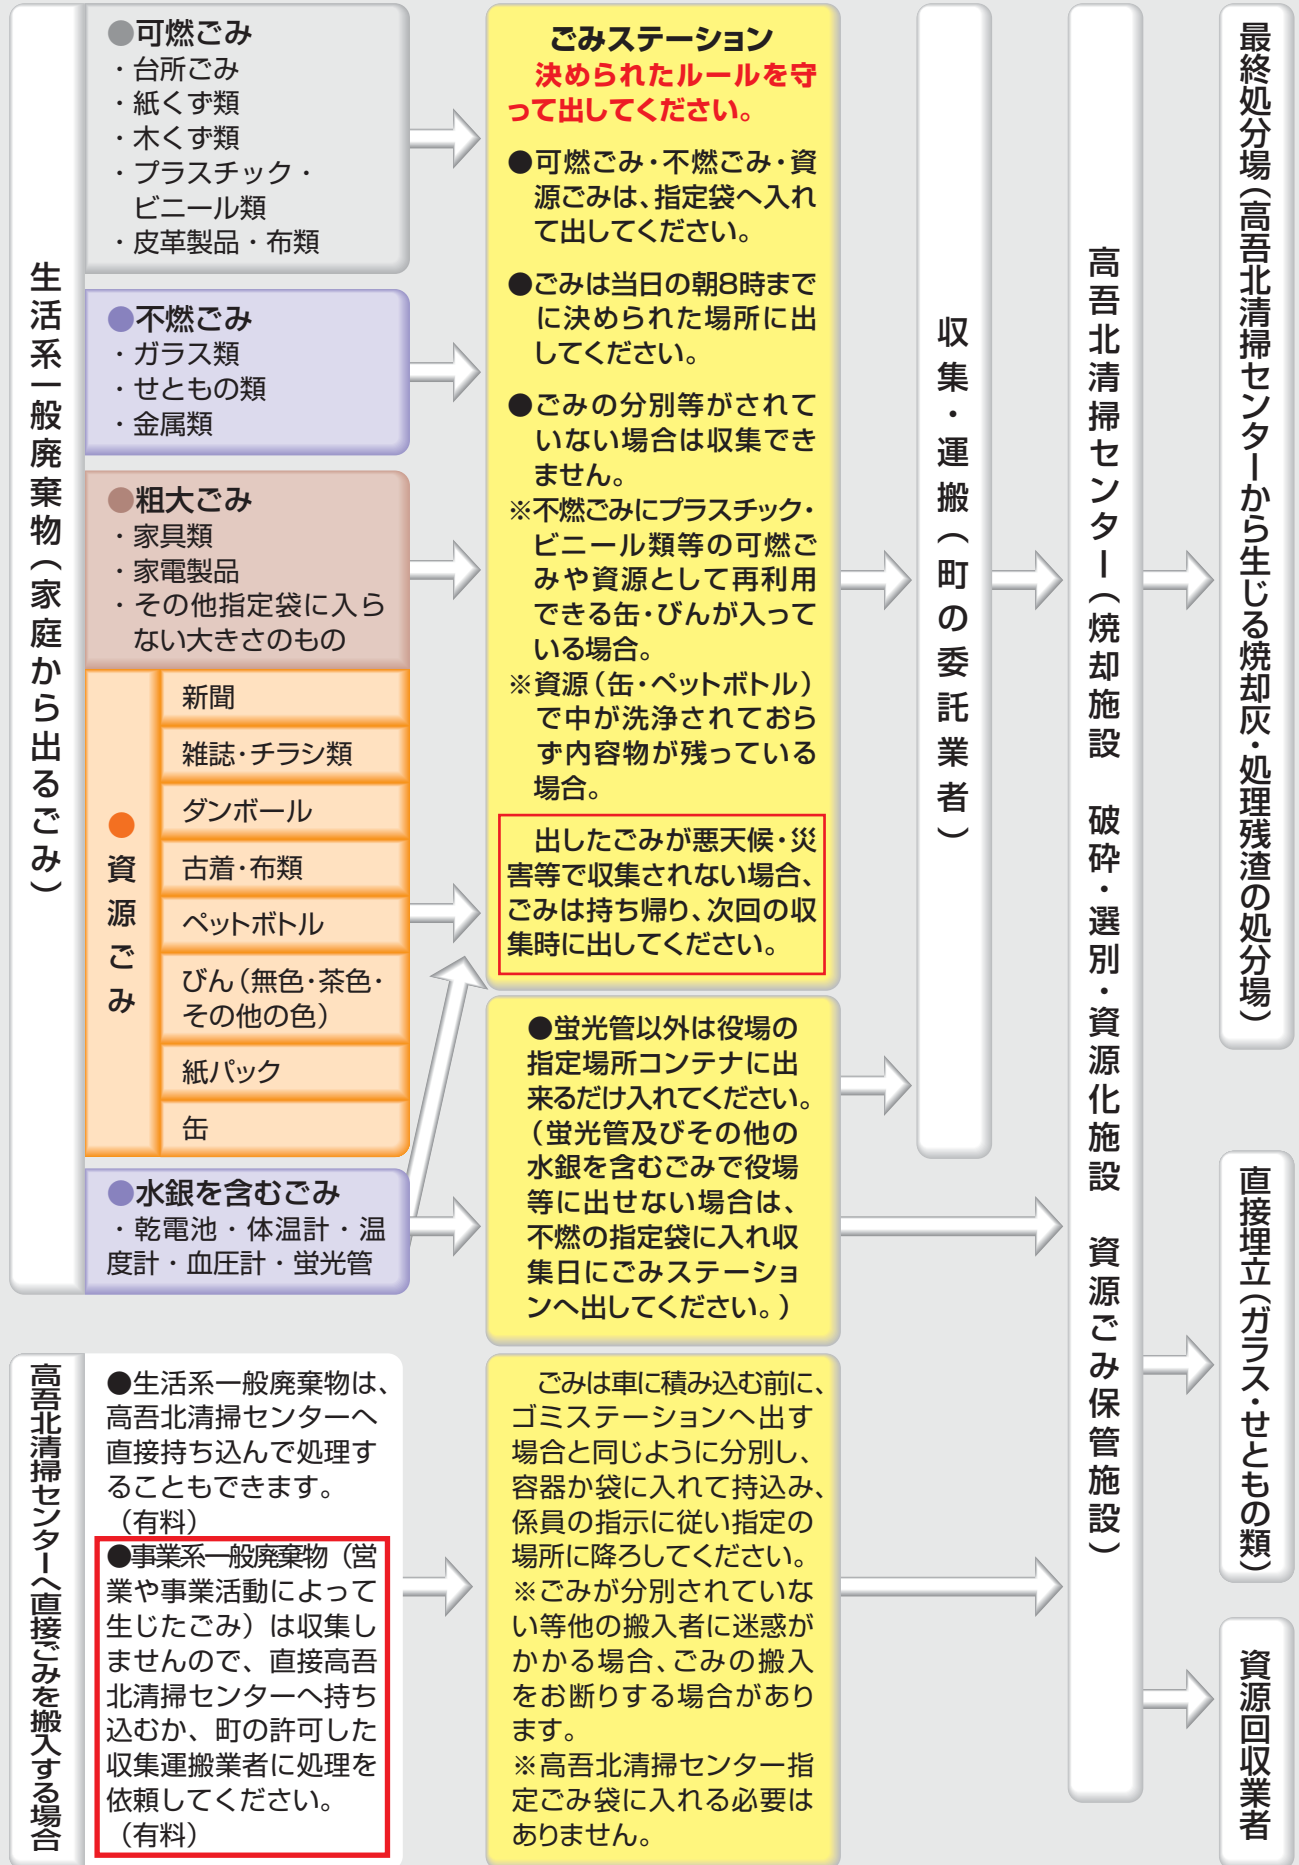 生活系一般廃棄物（家庭から出るごみ）
●可燃ごみ
・台所ごみ
・紙くず類
・木くず類
・プラスチック・
ビニール類
・皮革製品・布類
●不燃ごみ
・ガラス類
・せともの類
・金属類
●粗大ごみ
・家具類
・家電製品
・その他指定袋に入ら
ない大きさのもの
●資源ごみ
新聞
雑誌・チラシ類
ダンボール
古着・布類
ペットボトル
びん（無色・茶色・
その他の色）
紙パック
缶
●水銀を含むごみ
・乾電池・体温計・温
度計・血圧計・蛍光管
ごみステーション
決められたルールを守
って出してください。
●可燃ごみ・不燃ごみ・資
源ごみは、指定袋へ入れ
て出してください。
●ごみは当日の朝8時まで
に決められた場所に出
してください。
●ごみの分別等がされて
いない場合は収集でき
ません。
※不燃ごみにプラスチック・
ビニール類等の可燃ご
みや資源として再利用
できる缶・びんが入って
いる場合。
※資源（缶・ペットボトル）
で中が洗浄されておら
ず内容物が残っている
場合。
出したごみが悪天候・災
害等で収集されない場合、
ごみは持ち帰り、次回の収
集時に出してください。
●蛍光管以外は役場の
指定場所コンテナに出
来るだけ入れてください。
（蛍光管及びその他の
水銀を含むごみで役場
等に出せない場合は、
不燃の指定袋に入れ収
集日にごみステーショ
ンへ出してください。）
収集・運搬（町の委託業者）
高吾北清掃センター（焼却施設　破砕・選別・資源化施設　資源ごみ保管施設）
最終処分場（高吾北清掃センターから生じる焼却灰・処理残渣の処分場）
直接埋立（ガラス・せともの類）
資源回収業者
高吾北清掃センターへ直接ごみを搬入する場合
●生活系一般廃棄物は、
高吾北清掃センターへ
直接持ち込んで処理す
ることもできます。
（有料）
●事業系一般廃棄物（営
業や事業活動によって
生じたごみ）は収集し
ませんので、直接高吾
北清掃センターへ持ち
込むか、町の許可した
収集運搬業者に処理を
依頼してください。
（有料）
ごみは車に積み込む前に、
ゴミステーションへ出す
場合と同じように分別し、
容器か袋に入れて持込み、
係員の指示に従い指定の
場所に降ろしてください。
※ごみが分別されていな
い等他の搬入者に迷惑が
かかる場合、ごみの搬入
をお断りする場合があり
ます。
※高吾北清掃センター指
定ごみ袋に入れる必要は
ありません。